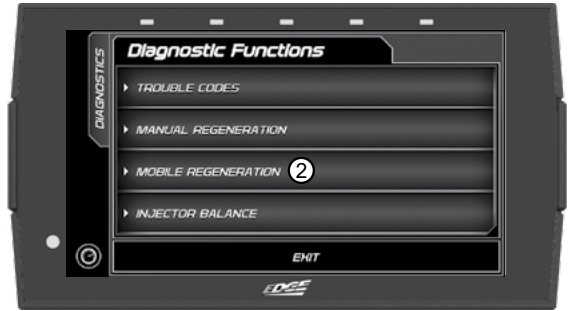 DIAGNOSTICS
Diagnostic Functions
TROUBLE CODES
MANUAL REGENERATION
MOBILE REGENERATION 2
INJECTOR BALANCE
EXIT
EDGE